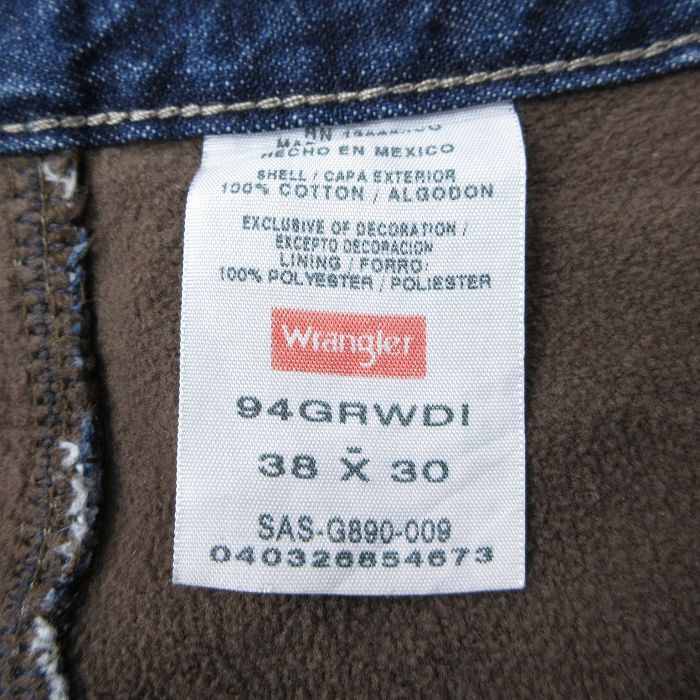 RN
HECHO EN MEXICO
SHELL / CAPA EXTERIOR
100% COTTON / ALGODON
EXCLUSIVE OF DECORATION /
EXCEPTO DECORACION
LINING / FORRO:
100% POLYESTER / POLIESTER
Wrangler
94GRWDI
38 X 30
SAS-G890-009
040326854673